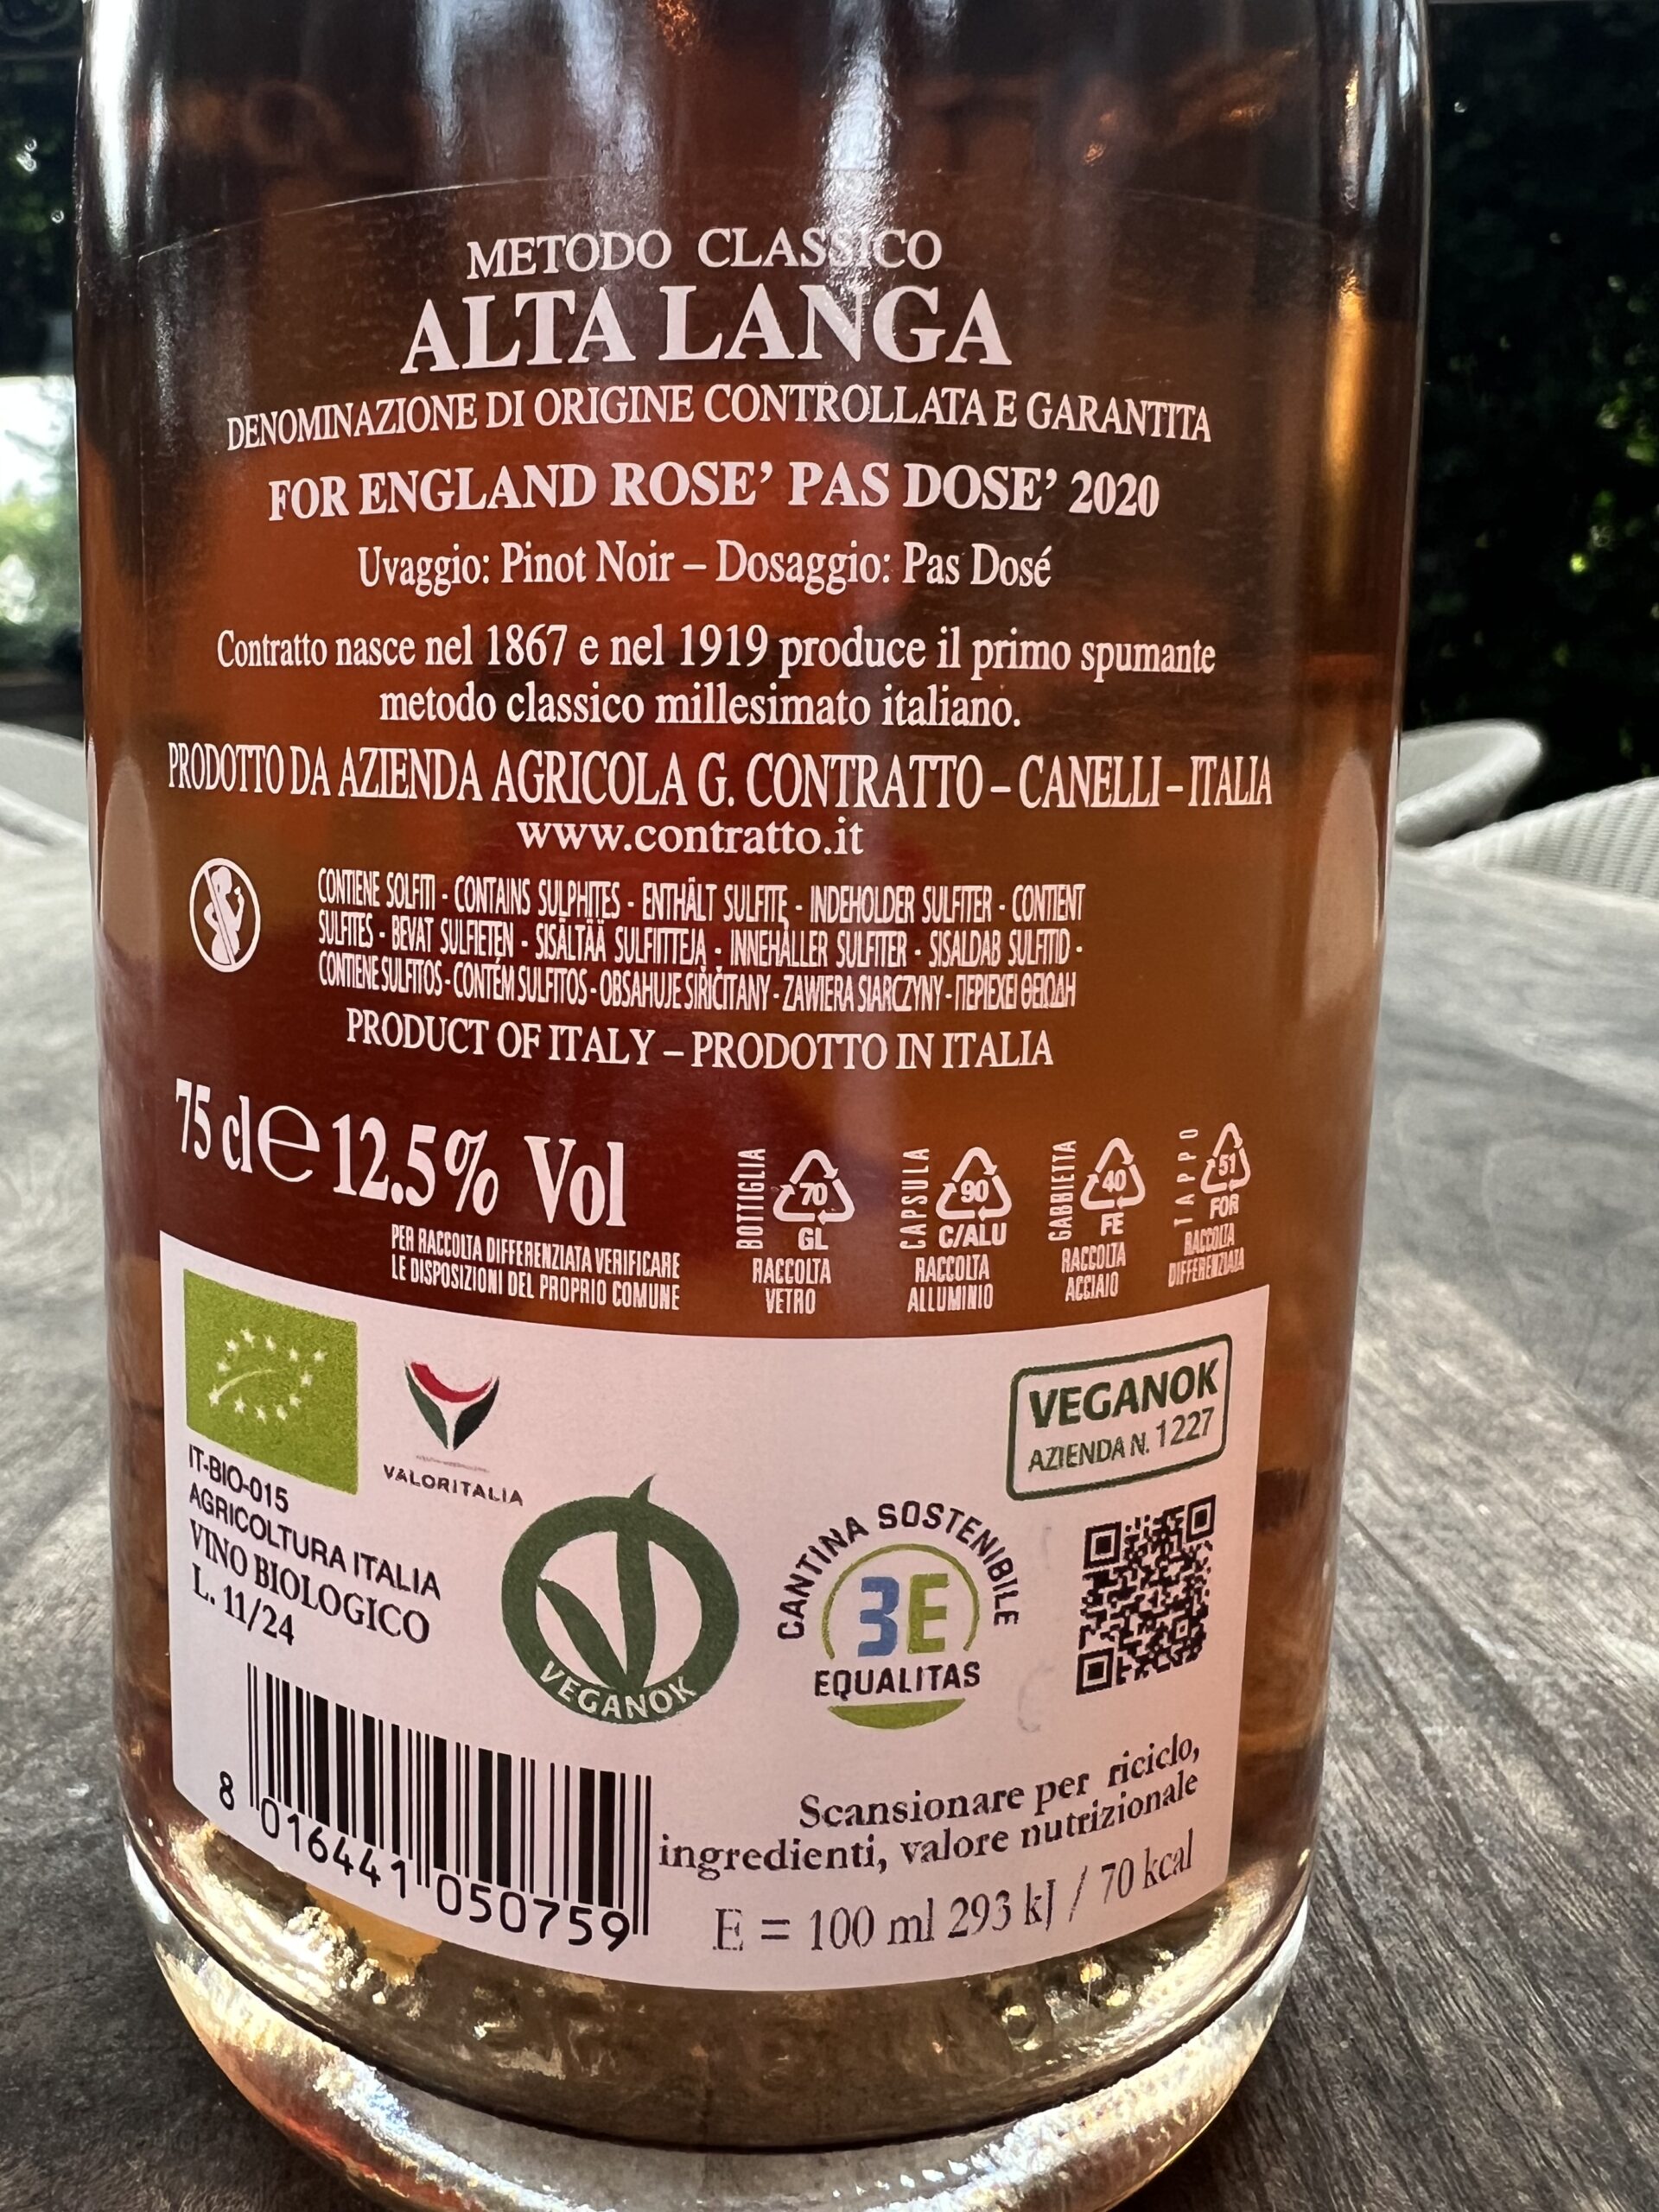 METODO CLASSICO
ALTA LANGA
DENOMINAZIONE DI ORIGINE CONTROLLATA E GARANTITA
FOR ENGLAND ROSE’ PAS DOSE’ 2020
Uvaggio: Pinot Noir – Dosaggio: Pas Dosé
Contratto nasce nel 1867 e nel 1919 produce il primo spumante
metodo classico millesimato italiano.
PRODOTTO DA AZIENDA AGRICOLA G. CONTRATTO – CANELLI – ITALIA
www.contratto.it
CONTIENE SOLFITI - CONTAINS SULPHITES - ENTHÄLT SULFITE - INDEHOLDER SULFITER - CONTIENT
SULFITES - BEVAT SULFIETEN - SISÄLTÄÄ SULFIITTEJA - INNEHÅLLER SULFITER - SISALDAB SULFITID -
CONTIENE SULFITOS - CONTÉM SULFITOS - OBSAHUJE SIŘIČITANY - ZAWIERA SIARCZYNY - ΠΕΡΙΕΧΕΙ ΘΕΙΩΔΗ
PRODUCT OF ITALY – PRODOTTO IN ITALIA
75 cl e 12.5% Vol
PER RACCOLTA DIFFERENZIATA VERIFICARE
LE DISPOSIZIONI DEL PROPRIO COMUNE
BOTTIGLIA
70
GL
RACCOLTA
VETRO
CAPSULA
90
C/ALU
RACCOLTA
ALLUMINIO
GABBIETTA
40
FE
RACCOLTA
ACCIAIO
TAPPO
51
FOR
RACCOLTA
DIFFERENZIATA
IT-BIO-015
AGRICOLTURA ITALIA
VINO BIOLOGICO
L. 11/24
VALORITALIA
VEGANOK
CANTINA SOSTENIBILE
3E
EQUALITAS
VEGANOK
AZIENDA N. 1227
8 016441 050759
Scansionare per riciclo,
ingredienti, valore nutrizionale
E = 100 ml 293 kJ / 70 kcal